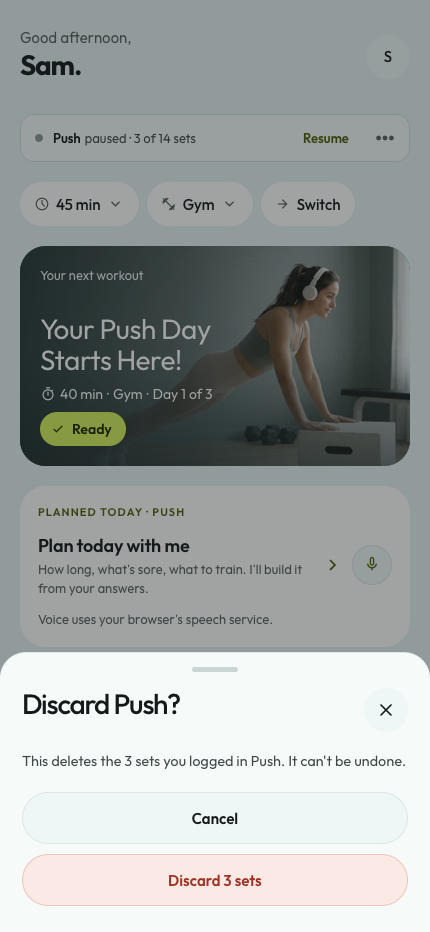 Good afternoon,
Sam.
S
Push paused · 3 of 14 sets
Resume
45 min
Gym
Switch
Your next workout
Your Push Day
Starts Here!
40 min · Gym · Day 1 of 3
Ready
PLANNED TODAY · PUSH
Plan today with me
How long, what's sore, what to train. I'll build it
from your answers.
Voice uses your browser's speech service.
Discard Push?
This deletes the 3 sets you logged in Push. It can't be undone.
Cancel
Discard 3 sets